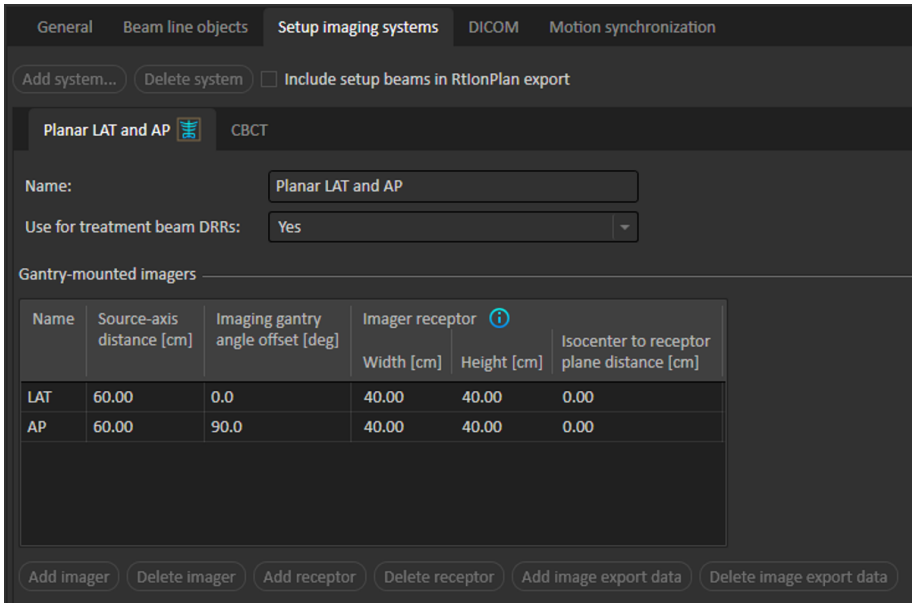 General Beam line objects Setup imaging systems DICOM Motion synchronization
Add system... Delete system Include setup beams in RtIonPlan export
Planar LAT and AP CBCT
Name: Planar LAT and AP
Use for treatment beam DRRs: Yes
Gantry-mounted imagers
Name Source-axis Imaging gantry Imager receptor
distance [cm] angle offset [deg] Isocenter to receptor
Width [cm] Height [cm] plane distance [cm]
LAT 60.00 0.0 40.00 40.00 0.00
AP 60.00 90.0 40.00 40.00 0.00
Add imager Delete imager Add receptor Delete receptor Add image export data Delete image export data